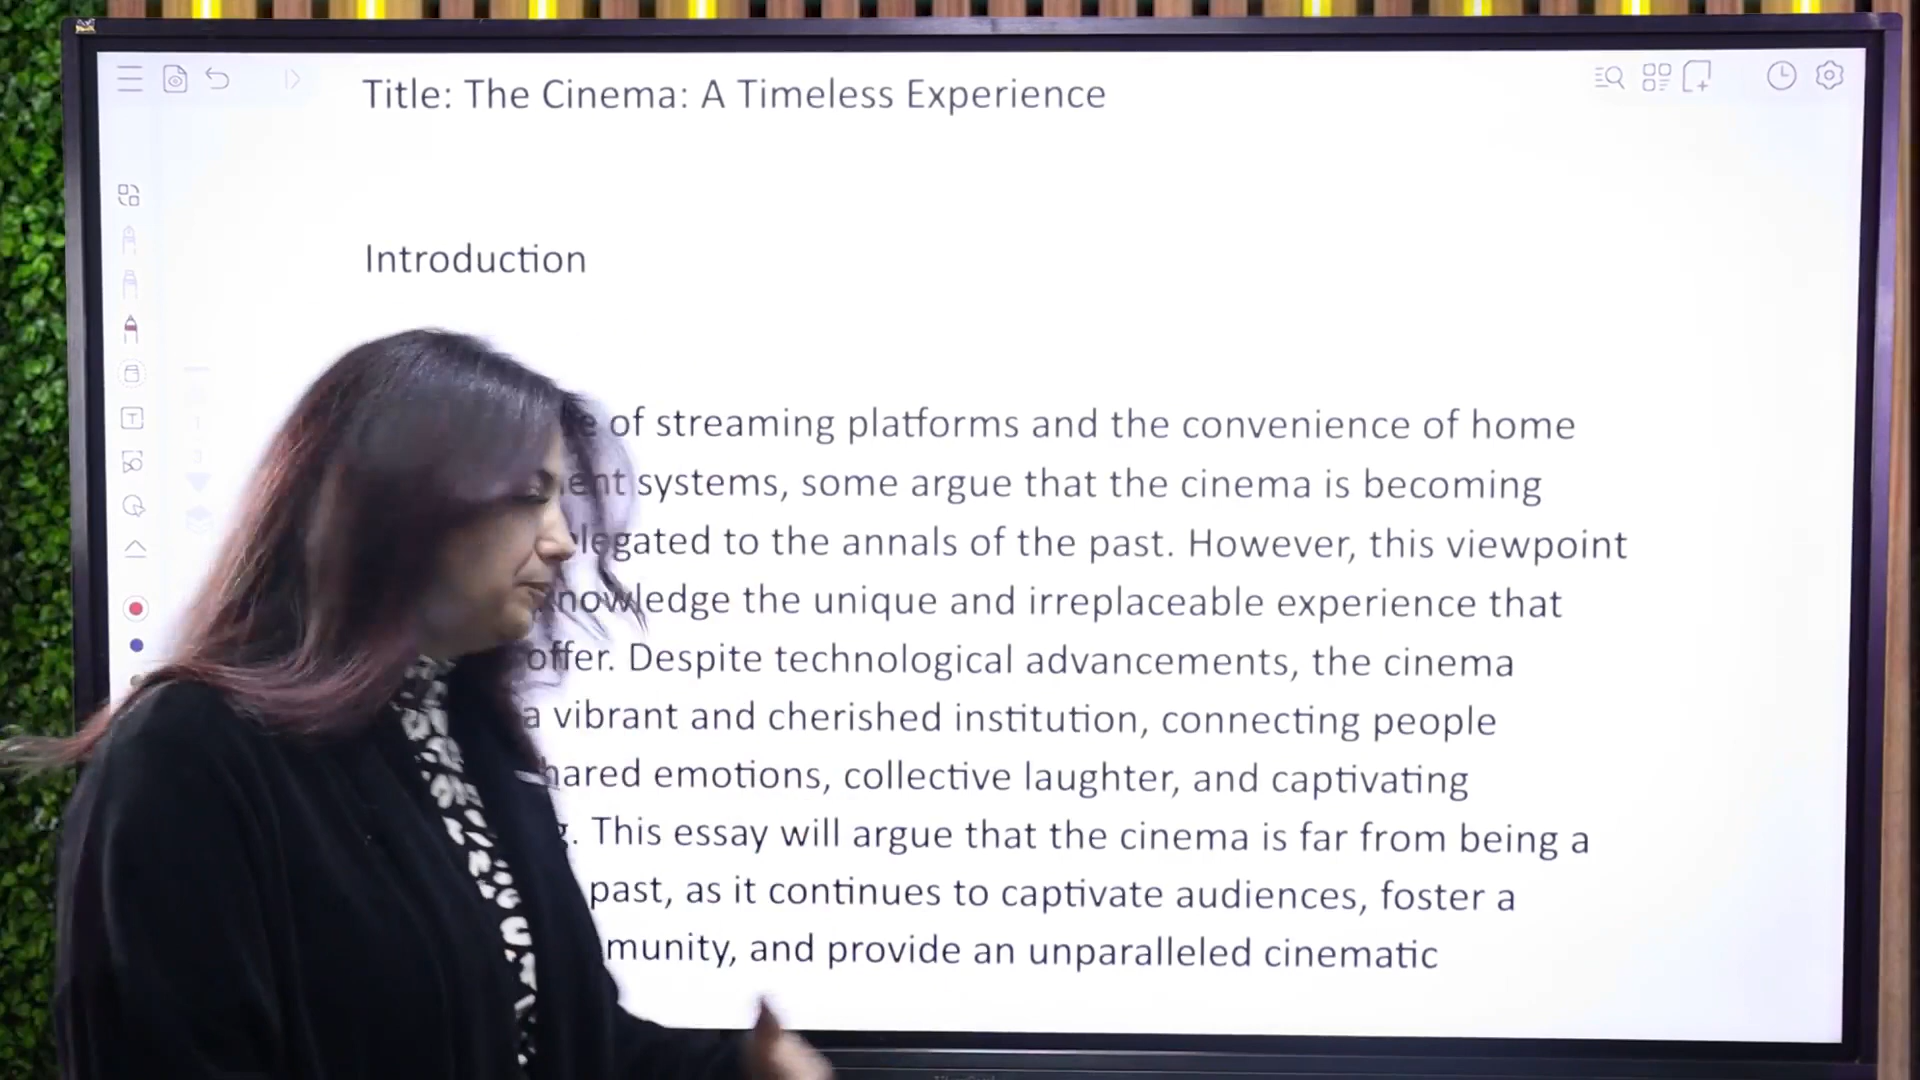 Title: The Cinema: A Timeless Experience
Introduction
of streaming platforms and the convenience of home
systems, some argue that the cinema is becoming
to the annals of the past. However, this viewpoint
the unique and irreplaceable experience that
offer. Despite technological advancements, the cinema
a vibrant and cherished institution, connecting people
emotions, collective laughter, and captivating
This essay will argue that the cinema is far from being a
past, as it continues to captivate audiences, foster a
and provide an unparalleled cinematic